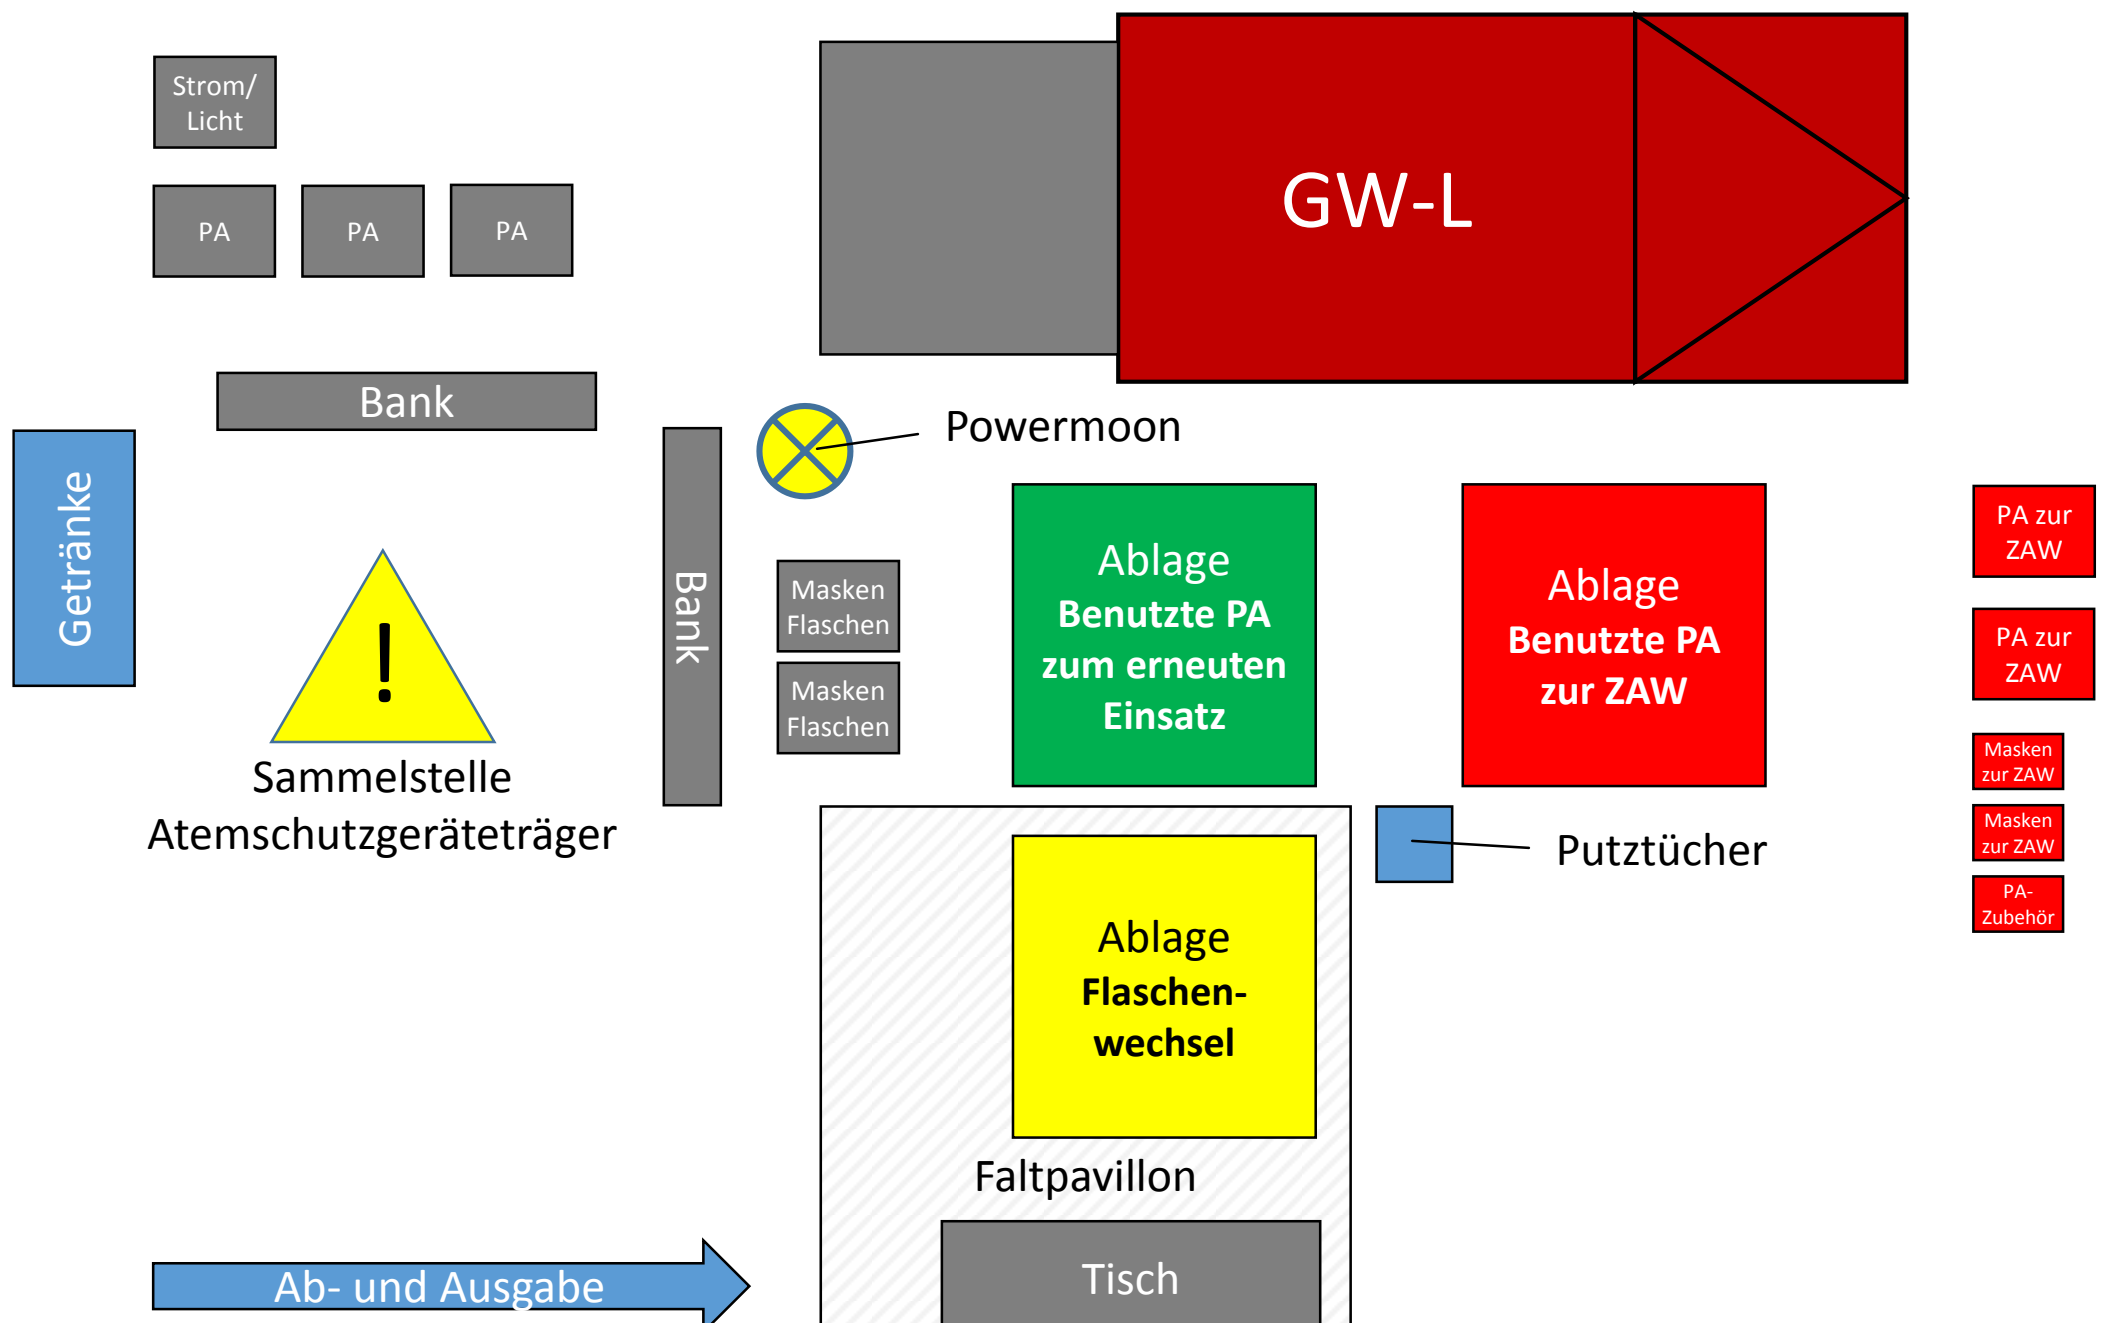 Strom/
Licht
PA
PA
PA
GW-L
Bank
Powermoon
Getränke
Bank
Masken
Flaschen
Masken
Flaschen
Ablage
Benutzte PA
zum erneuten
Einsatz
Ablage
Benutzte PA
zur ZAW
PA zur
ZAW
PA zur
ZAW
Masken
zur ZAW
Masken
zur ZAW
PA-
Zubehör
!
Sammelstelle
Atemschutzgeräteträger
Putztücher
Ablage
Flaschen-
wechsel
Faltpavillon
Tisch
Ab- und Ausgabe